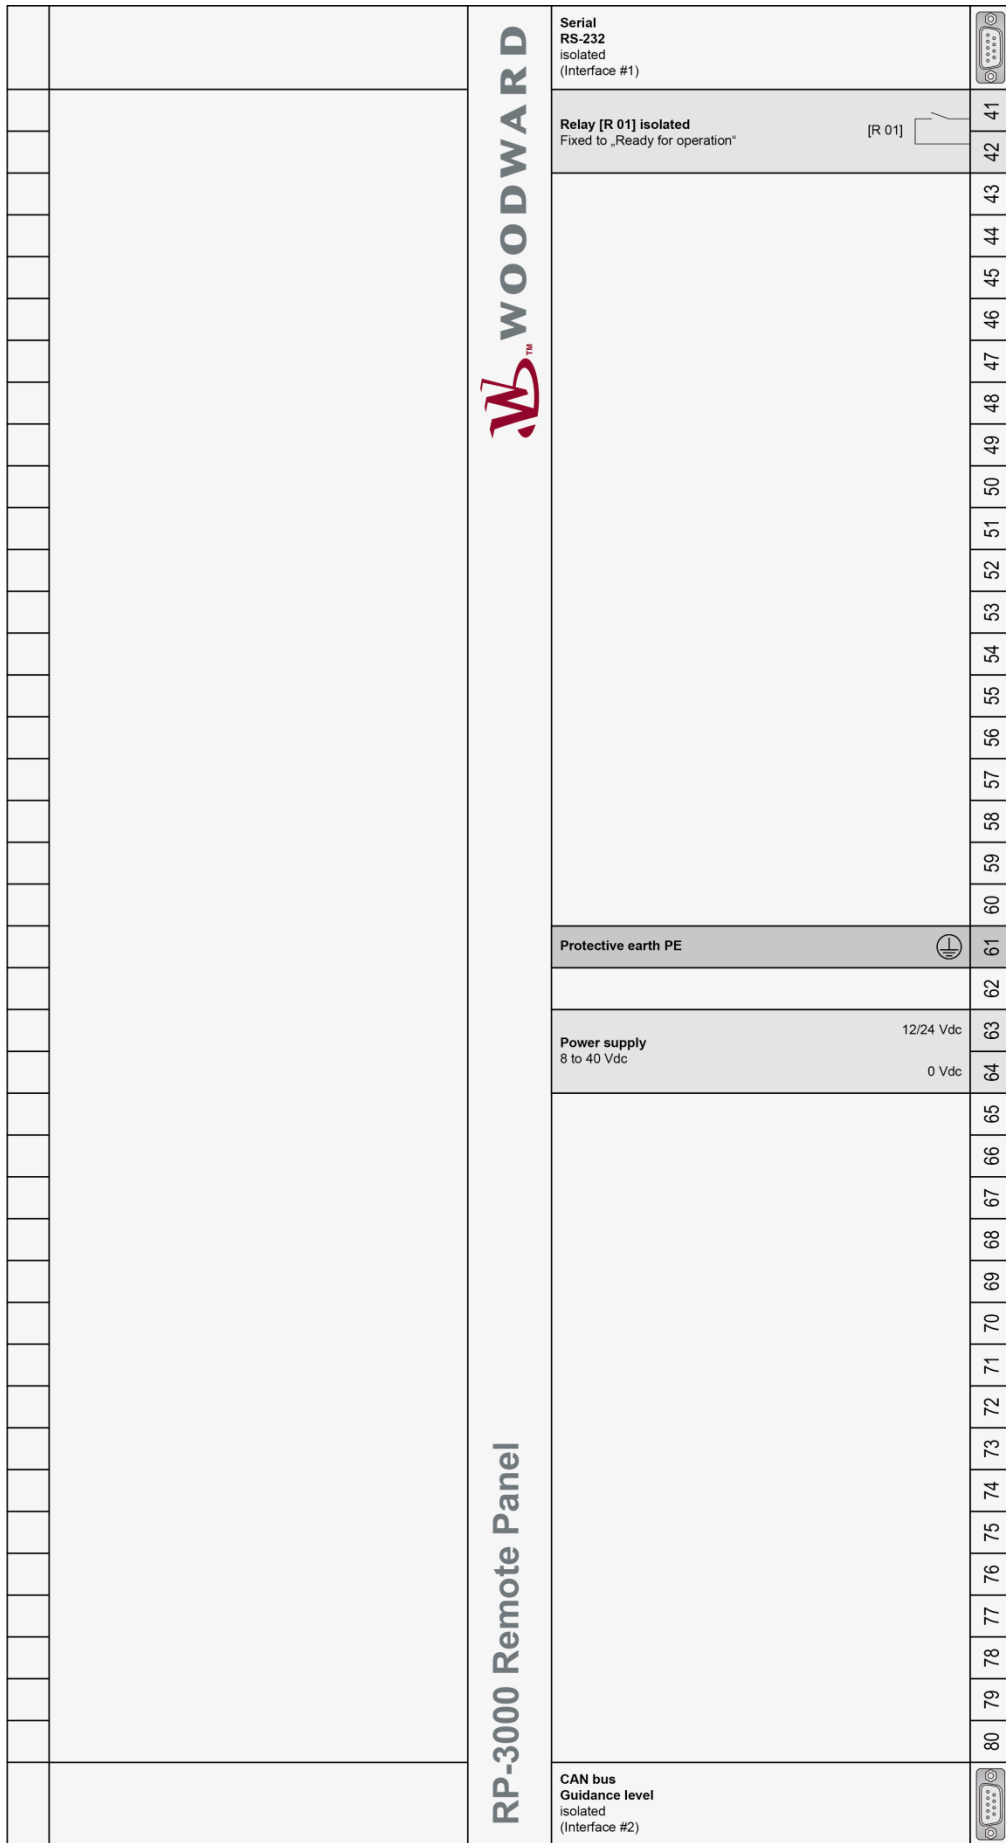 Serial
RS-232
isolated
(Interface #1)
WOODWARD
TM
Relay [R 01] isolated
Fixed to „Ready for operation“
[R 01]
41
42
43
44
45
46
47
48
49
50
51
52
53
54
55
56
57
58
59
60
Protective earth PE
61
62
Power supply
8 to 40 Vdc
12/24 Vdc
63
0 Vdc
64
65
66
67
68
69
70
71
72
73
74
75
76
77
78
79
80
RP-3000 Remote Panel
CAN bus
Guidance level
isolated
(Interface #2)